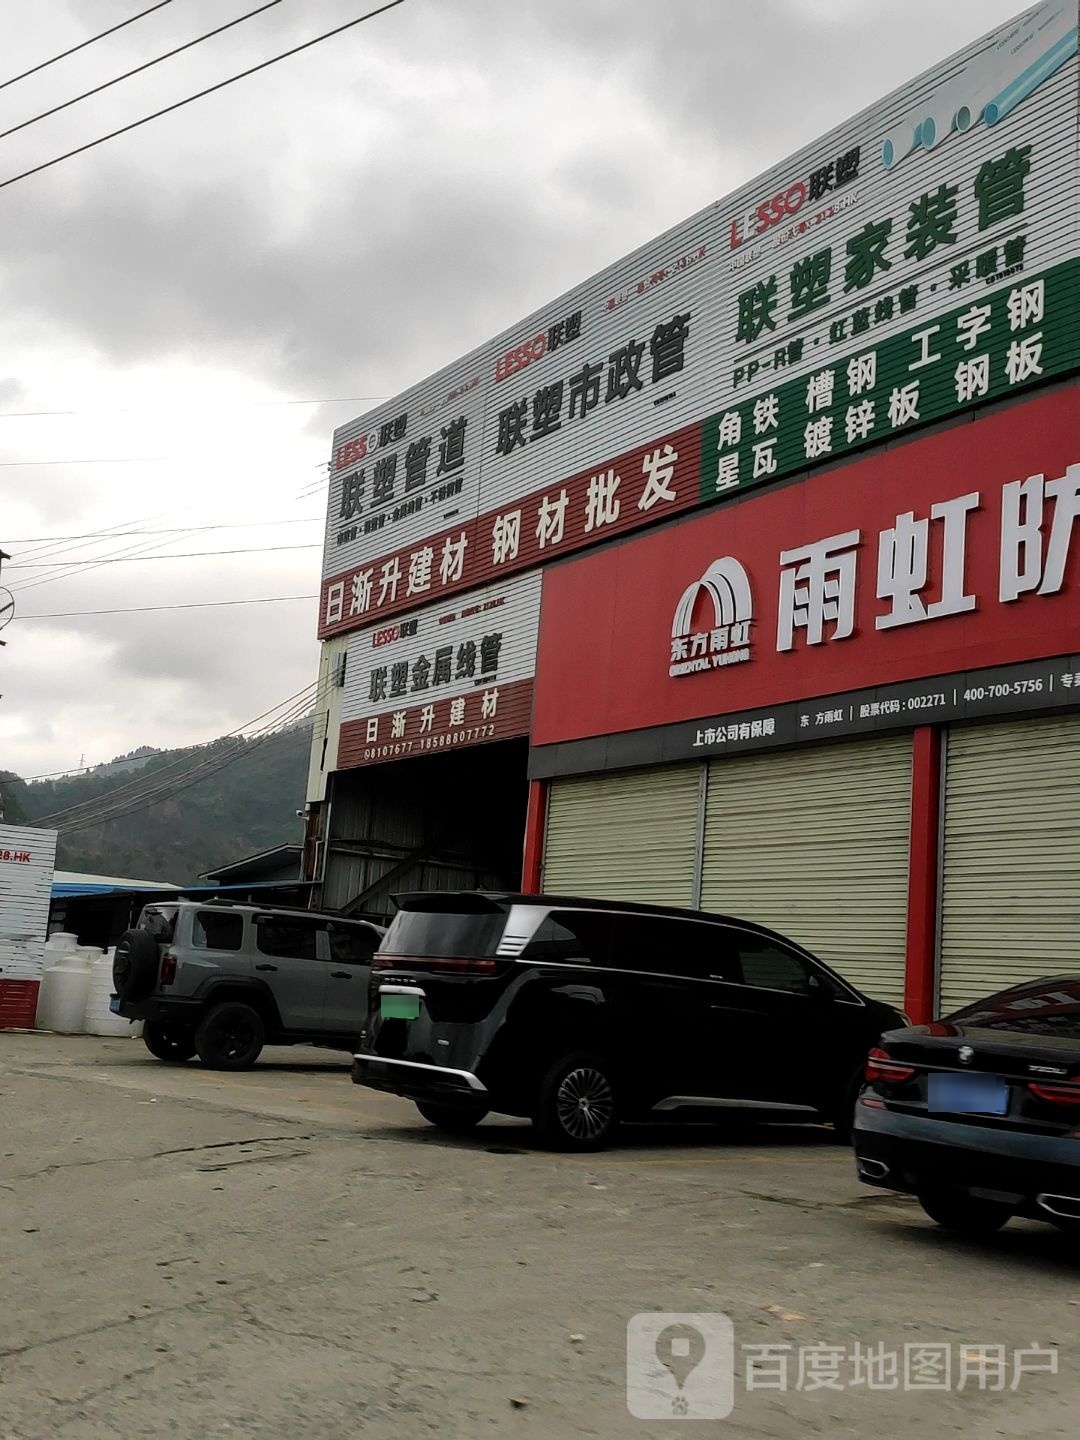 LESSO联塑
联塑家装管
PP-R管·红蓝线管·采暖管
LESSO联塑
联塑市政管
LESSO联塑
联塑管道
角铁 槽钢 工字钢
星瓦 镀锌板 钢板
日渐升建材 钢材批发
LESSO联塑
联塑金属线管
日渐升建材
8107677 18588807772
东方雨虹
ORIENTAL YUHONG
雨虹防
上市公司有保障 东方雨虹 | 股票代码:002271 | 400-700-5756 |
28.HK
730Li
百度地图用户